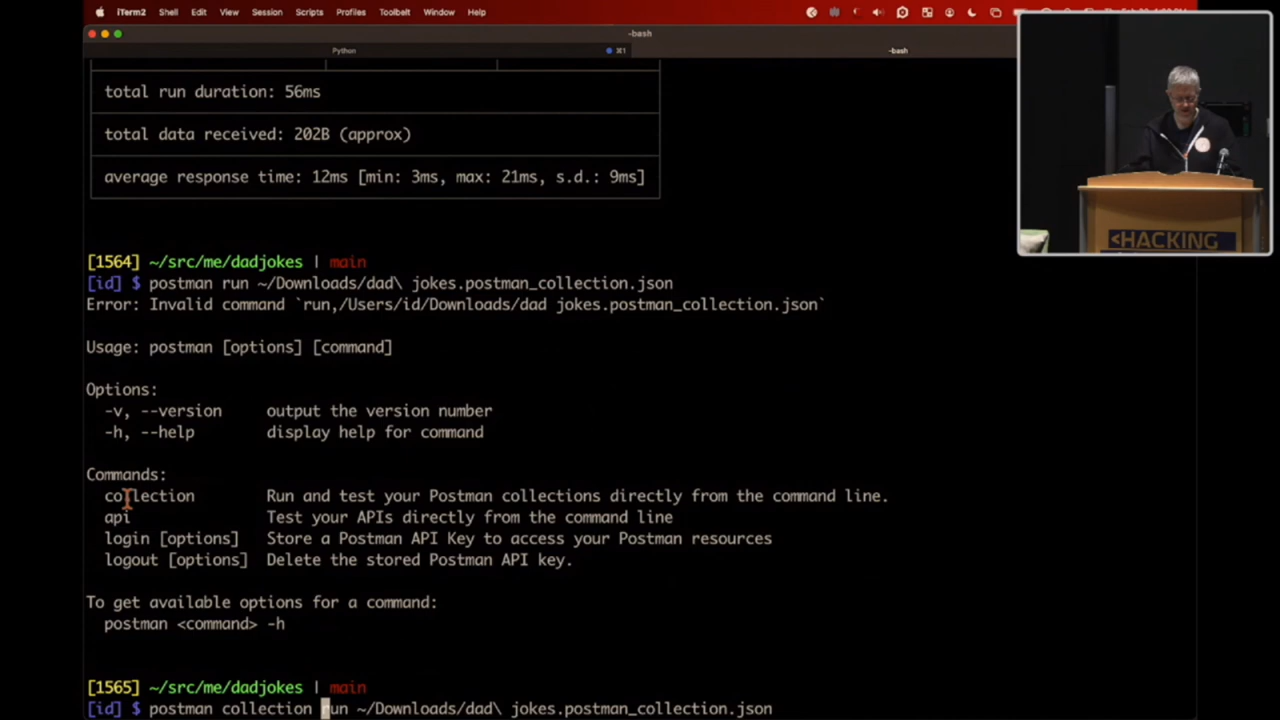 iTerm2 Shell Edit View Session Scripts Profiles Toolbelt Window Help
-bash
Python
⌘1
-bash
total run duration: 56ms
total data received: 202B (approx)
average response time: 12ms [min: 3ms, max: 21ms, s.d.: 9ms]
<HACKING
[1564] ~/src/me/dadjokes | main
[id] $ postman run ~/Downloads/dad\ jokes.postman_collection.json
Error: Invalid command `run,/Users/id/Downloads/dad jokes.postman_collection.json`
Usage: postman [options] [command]
Options:
-v, --version output the version number
-h, --help display help for command
Commands:
collection Run and test your Postman collections directly from the command line.
api Test your APIs directly from the command line
login [options] Store a Postman API Key to access your Postman resources
logout [options] Delete the stored Postman API key.
To get available options for a command:
postman <command> -h
[1565] ~/src/me/dadjokes | main
[id] $ postman collection run ~/Downloads/dad\ jokes.postman_collection.json